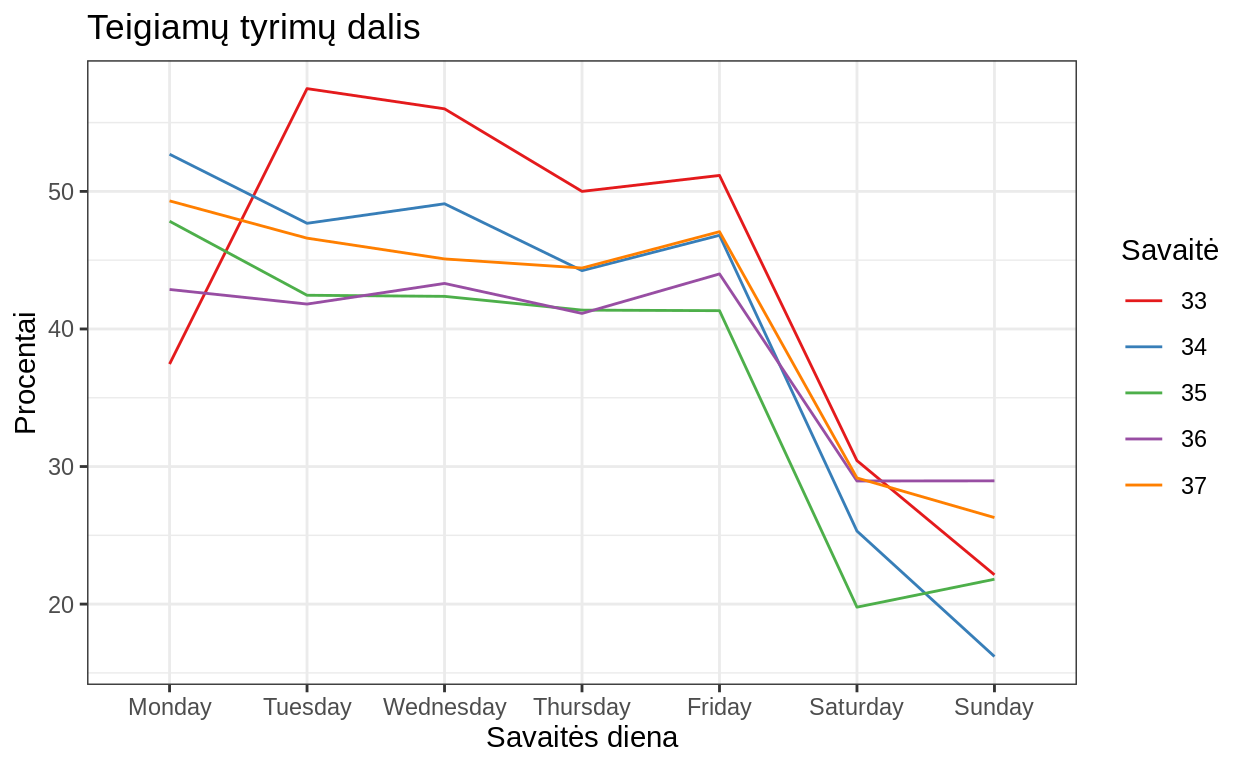 Teigiamų tyrimų dalis
Procentai
50
40
30
20
Monday Tuesday Wednesday Thursday Friday Saturday Sunday
Savaitės diena
Savaitė
33
34
35
36
37